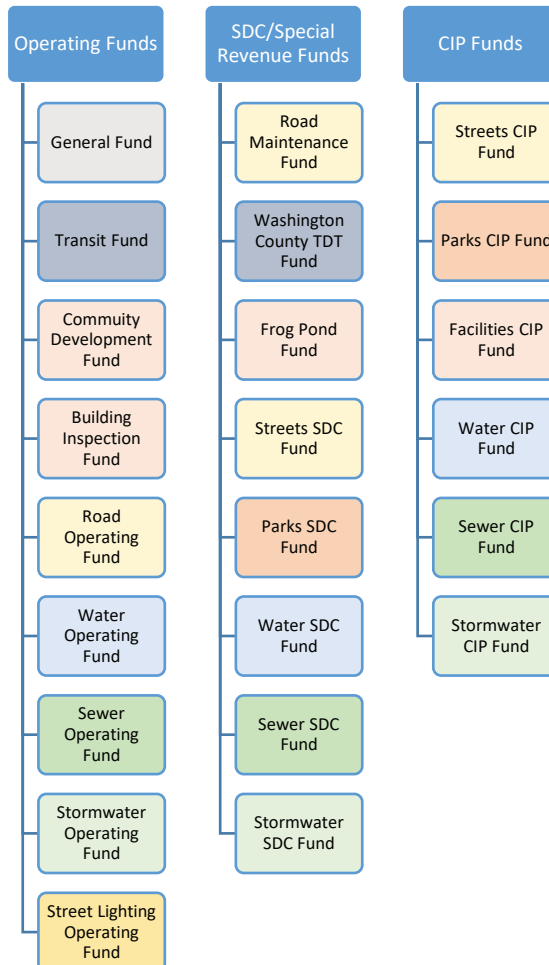 Operating Funds
General Fund
Transit Fund
Commuity
Development
Fund
Building
Inspection
Fund
Road
Operating
Fund
Water
Operating
Fund
Sewer
Operating
Fund
Stormwater
Operating
Fund
Street Lighting
Operating
Fund
SDC/Special
Revenue Funds
Road
Maintenance
Fund
Washington
County TDT
Fund
Frog Pond
Fund
Streets SDC
Fund
Parks SDC
Fund
Water SDC
Fund
Sewer SDC
Fund
Stormwater
SDC Fund
CIP Funds
Streets CIP
Fund
Parks CIP Fund
Facilities CIP
Fund
Water CIP
Fund
Sewer CIP
Fund
Stormwater
CIP Fund